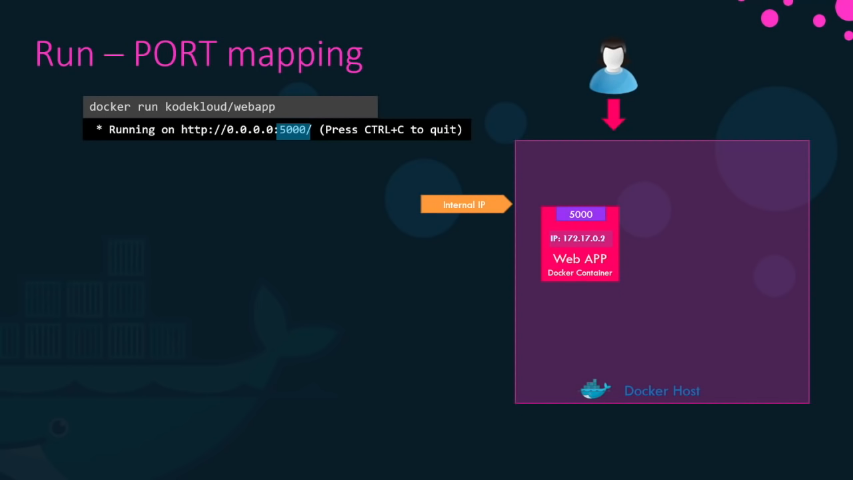 Run – PORT mapping
docker run kodekloud/webapp
* Running on http://0.0.0.0:5000/ (Press CTRL+C to quit)
Internal IP
5000
IP: 172.17.0.2
Web APP
Docker Container
Docker Host